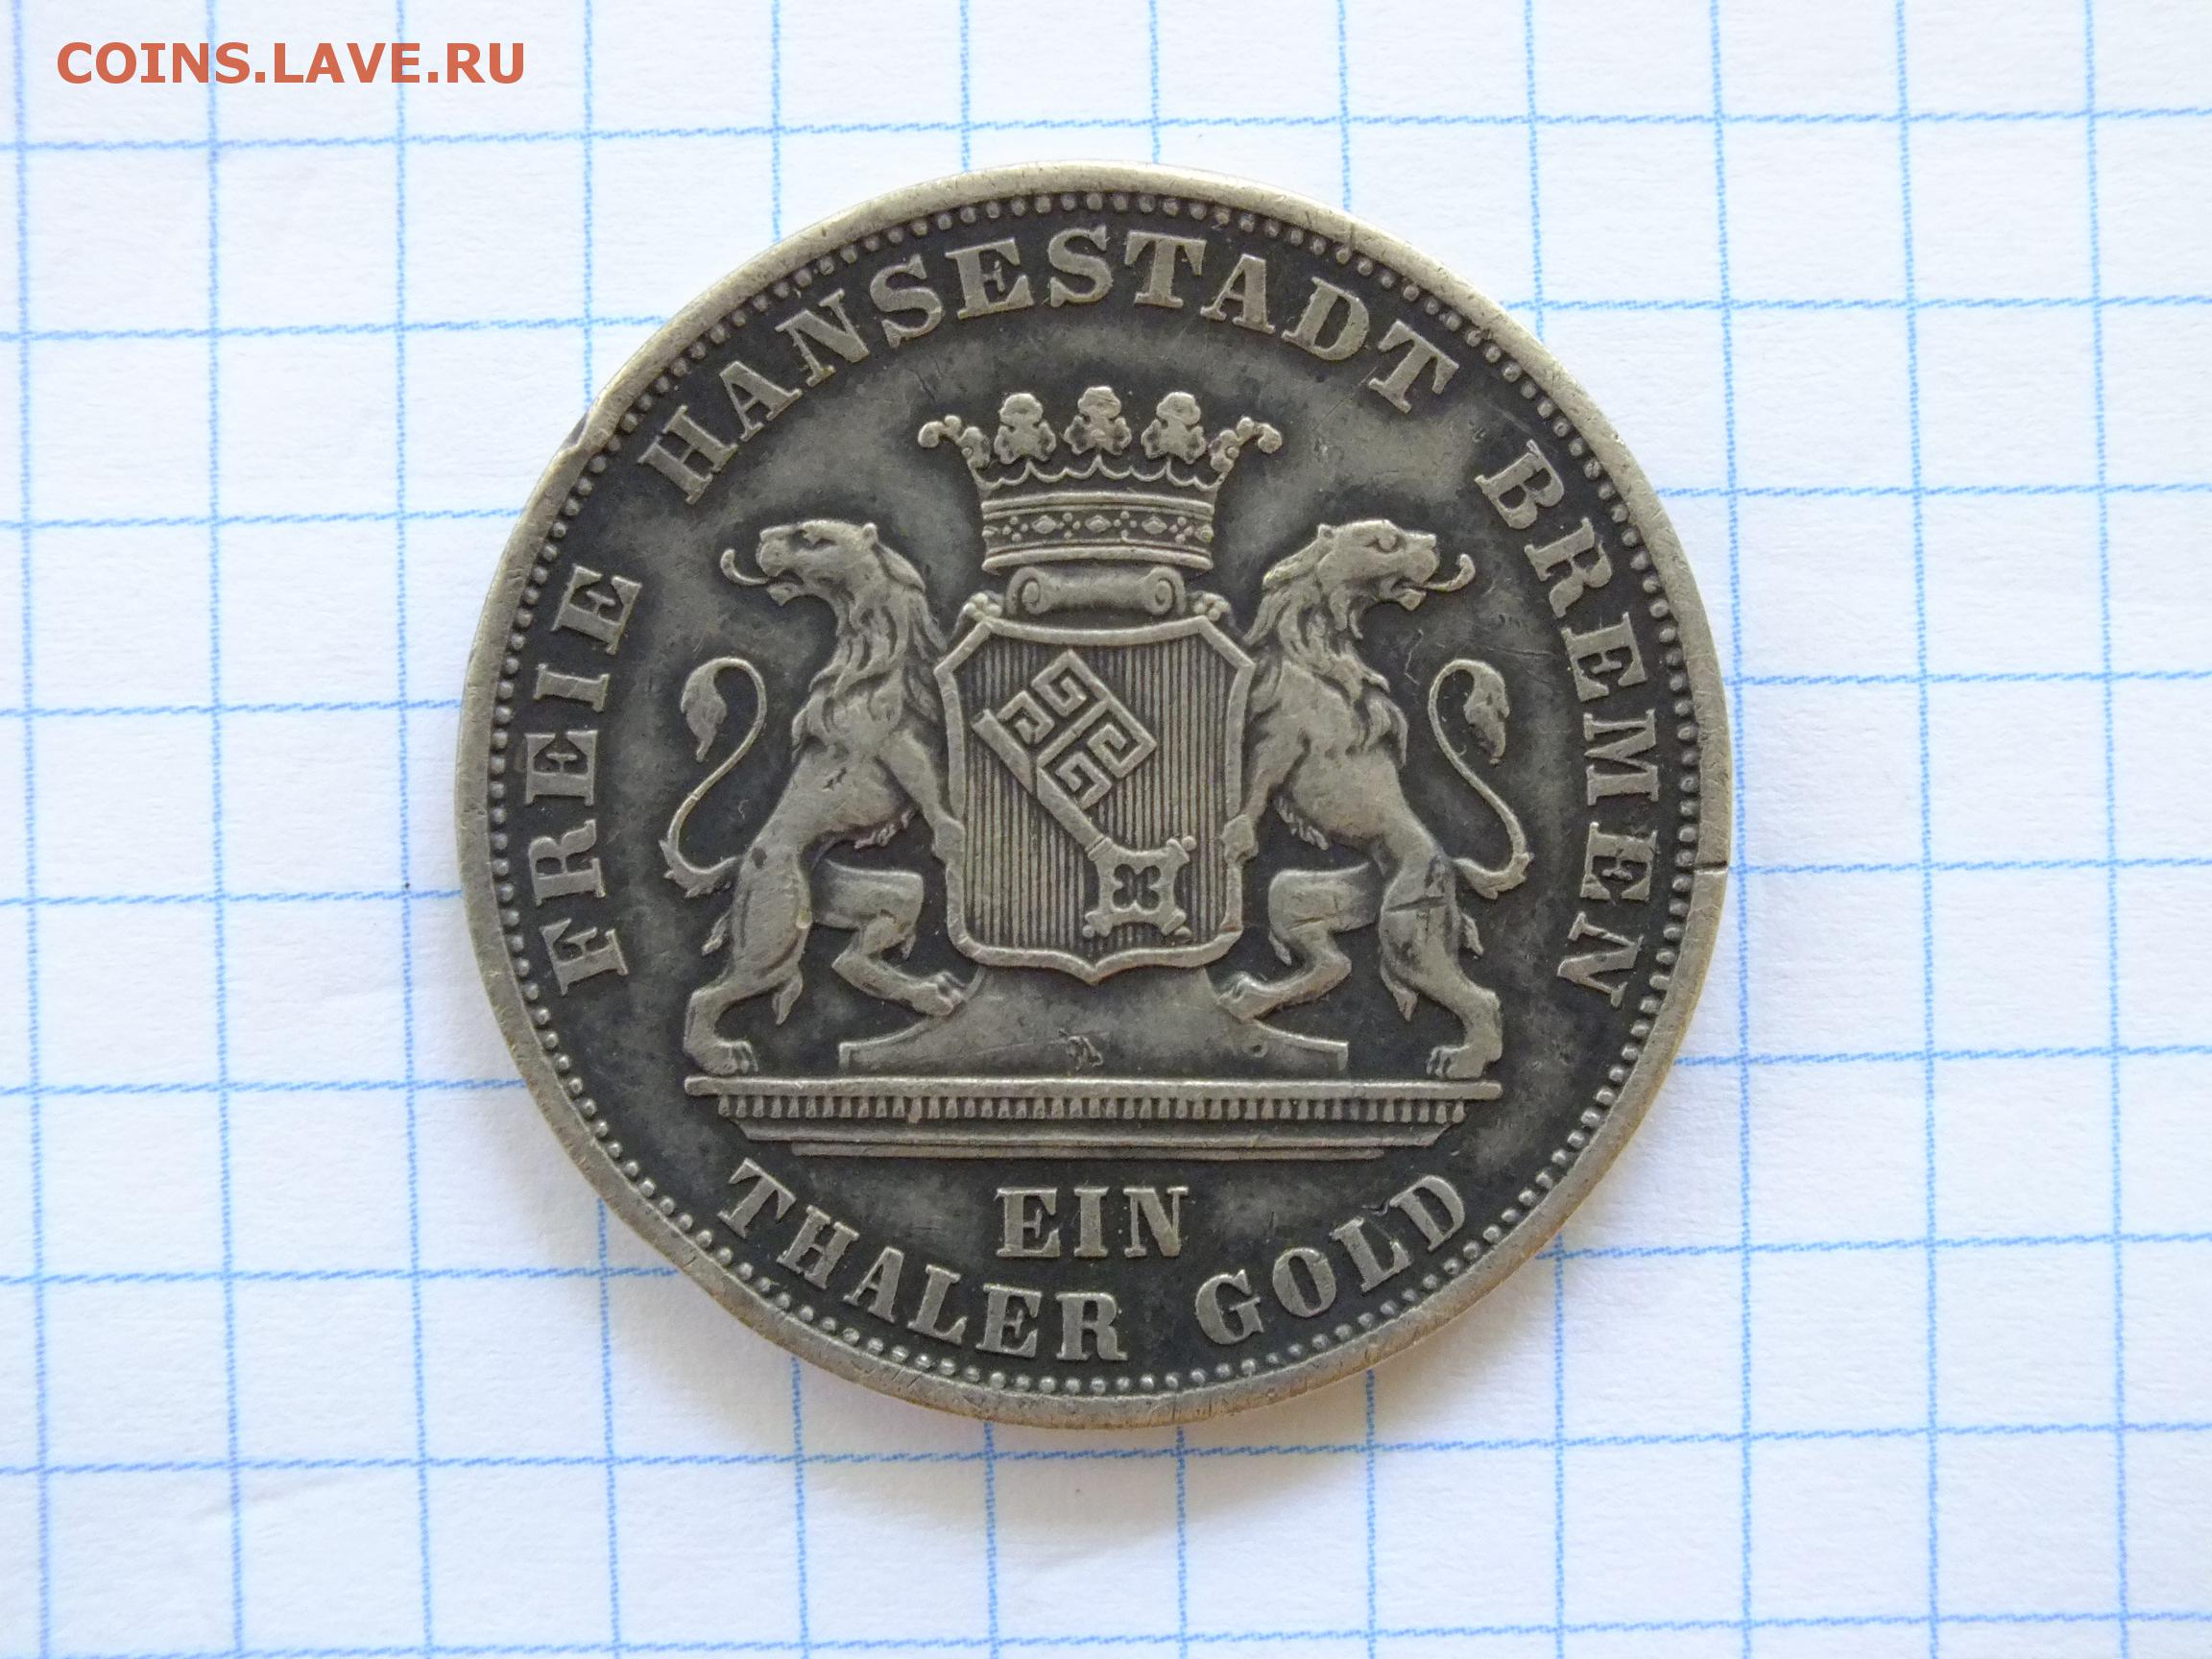 COINS.LAVE.RU
FREIE HANSESTADT BREMEN
EIN
THALER GOLD